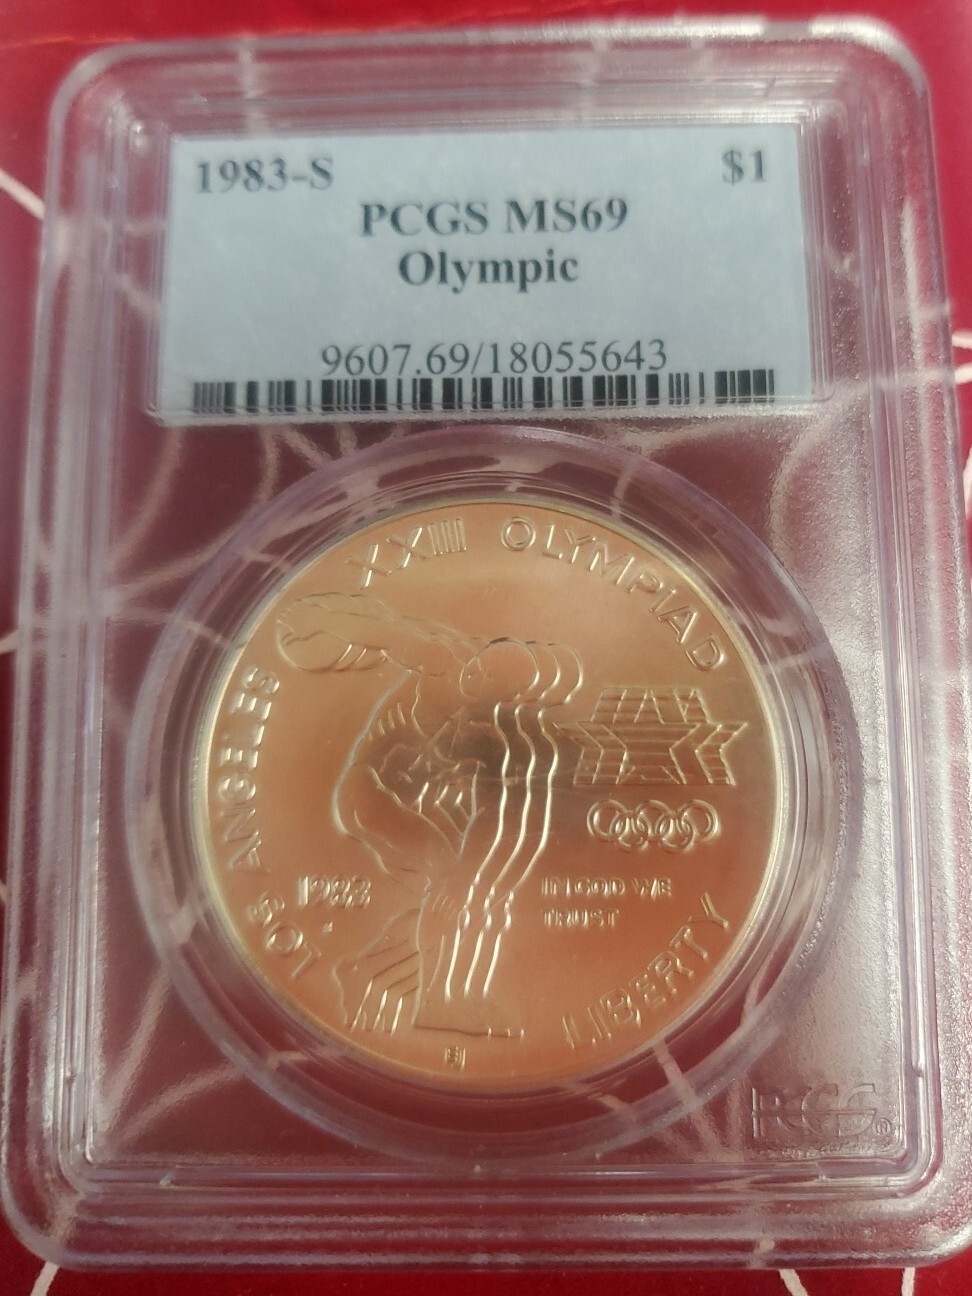 1983-S $1
PCGS MS69
Olympic
9607.69/18055643
XXIII OLYMPIAD
LOS ANGELES
1983
S
IN GOD WE
TRUST
LIBERTY
PCGS®